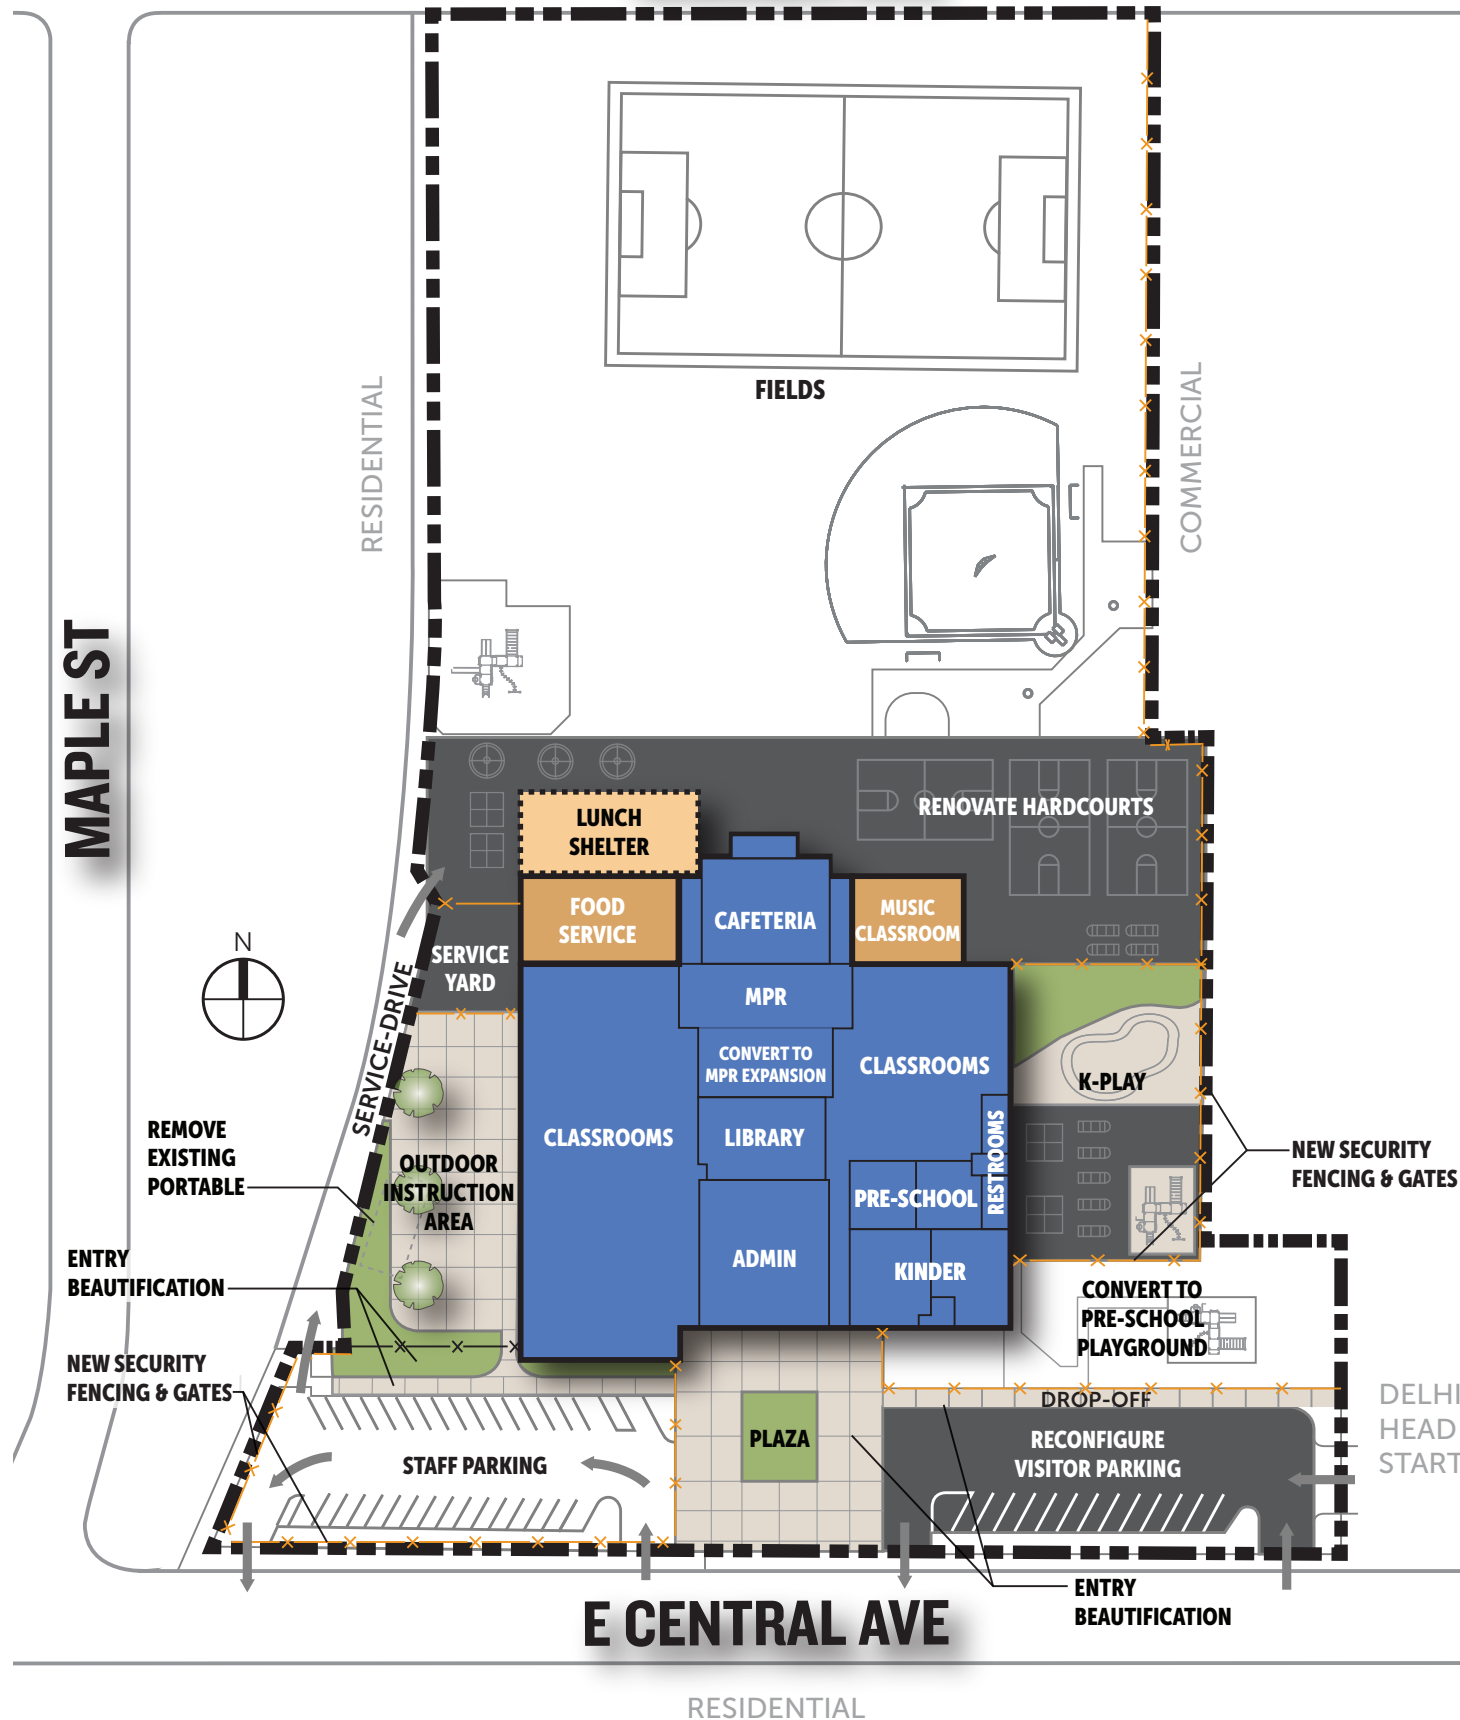 FIELDS
RESIDENTIAL
COMMERCIAL
MAPLE ST
RENOVATE HARDCOURTS
LUNCH
SHELTER
FOOD
SERVICE
CAFETERIA
MUSIC
CLASSROOM
N
SERVICE
YARD
MPR
SERVICE-DRIVE
CONVERT TO
MPR EXPANSION
CLASSROOMS
K-PLAY
REMOVE
EXISTING
PORTABLE
CLASSROOMS
LIBRARY
RESTROOMS
NEW SECURITY
FENCING & GATES
OUTDOOR
INSTRUCTION
AREA
PRE-SCHOOL
ENTRY
BEAUTIFICATION
ADMIN
KINDER
CONVERT TO
PRE-SCHOOL
PLAYGROUND
NEW SECURITY
FENCING & GATES
DROP-OFF
DELHI
HEAD
START
PLAZA
RECONFIGURE
VISITOR PARKING
STAFF PARKING
ENTRY
BEAUTIFICATION
E CENTRAL AVE
RESIDENTIAL